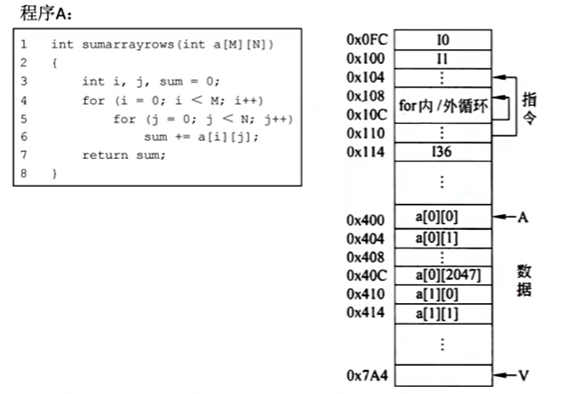 程序A：
1 int sumarrayrows(int a[M][N])
2 {
3 int i, j, sum = 0;
4 for (i = 0; i < M; i++)
5 for (j = 0; j < N; j++)
6 sum += a[i][j];
7 return sum;
8 }
0x0FC I0
0x100 I1
0x104 ⋮
0x108 for内/外循环
0x10C
0x110 ⋮
0x114 I36
⋮
指令
0x400 a[0][0] A
0x404 a[0][1]
0x408 ⋮
0x40C a[0][2047]
0x410 a[1][0]
0x414 a[1][1]
⋮
数据
0x7A4 V